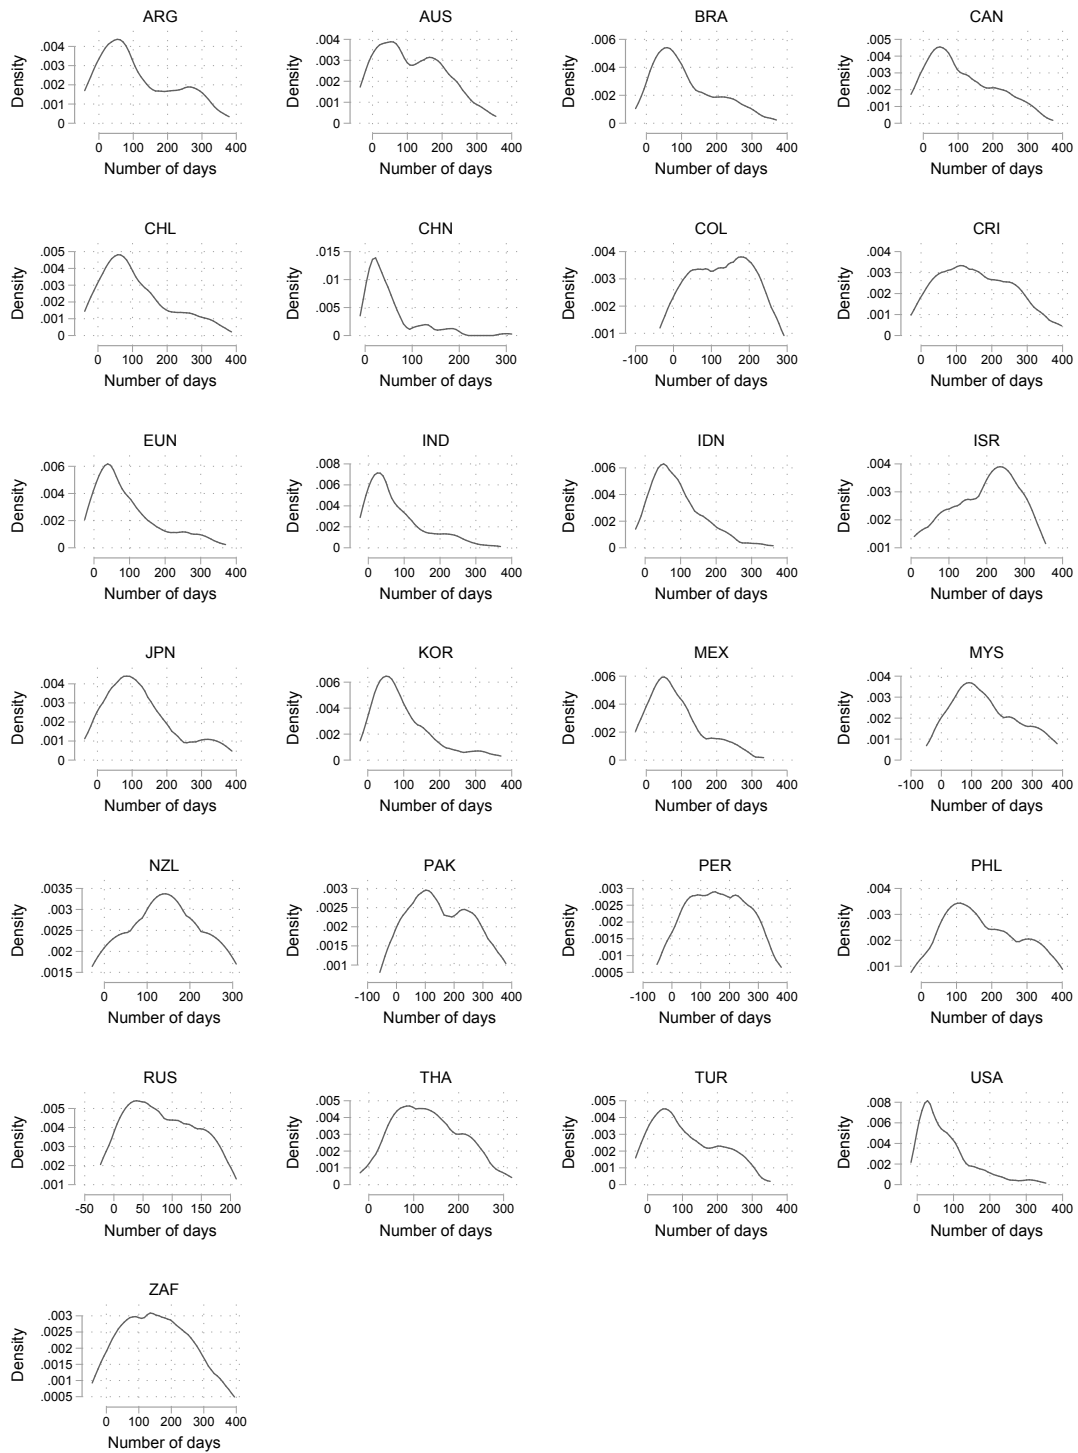 ARG AUS BRA CAN
Density Density Density Density
.004 .004 .006 .005
.003 .003 .004 .004
.002 .002 .002 .003
.001 .001 0 .002
0 0 .001
0
0 100 200 300 400 0 100 200 300 400 0 100 200 300 400 0 100 200 300 400
Number of days Number of days Number of days Number of days
CHL CHN COL CRI
Density Density Density Density
.005 .015 .004 .004
.004 .01 .003 .003
.003 .005 .002 .002
.002 0 .001 .001
.001 0
0
0 100 200 300 400 0 100 200 300 -100 0 100 200 300 0 100 200 300 400
Number of days Number of days Number of days Number of days
EUN IND IDN ISR
Density Density Density Density
.006 .008 .006 .004
.004 .006 .004 .003
.002 .004 .002 .002
0 .002 0 .001
0
0 100 200 300 400 0 100 200 300 400 0 100 200 300 400 0 100 200 300 400
Number of days Number of days Number of days Number of days
JPN KOR MEX MYS
Density Density Density Density
.004 .006 .006 .004
.003 .004 .004 .003
.002 .002 .002 .002
.001 0 0 .001
0 0
0 100 200 300 400 0 100 200 300 400 0 100 200 300 400 -100 0 100 200 300 400
Number of days Number of days Number of days Number of days
NZL PAK PER PHL
Density Density Density Density
.0035 .003 .003 .004
.003 .0025 .0025 .003
.0025 .002 .002 .002
.002 .0015 .0015 .001
.0015 .001 .001
.0005
0 100 200 300 -100 0 100 200 300 400 -100 0 100 200 300 400 0 100 200 300 400
Number of days Number of days Number of days Number of days
RUS THA TUR USA
Density Density Density Density
.005 .005 .005 .008
.004 .004 .004 .006
.003 .003 .003 .004
.002 .002 .002 .002
.001 .001 .001 0
0 0
-50 0 50 100 150 200 0 100 200 300 0 100 200 300 400 0 100 200 300 400
Number of days Number of days Number of days Number of days
ZAF
Density
.003
.0025
.002
.0015
.001
.0005
0 100 200 300 400
Number of days